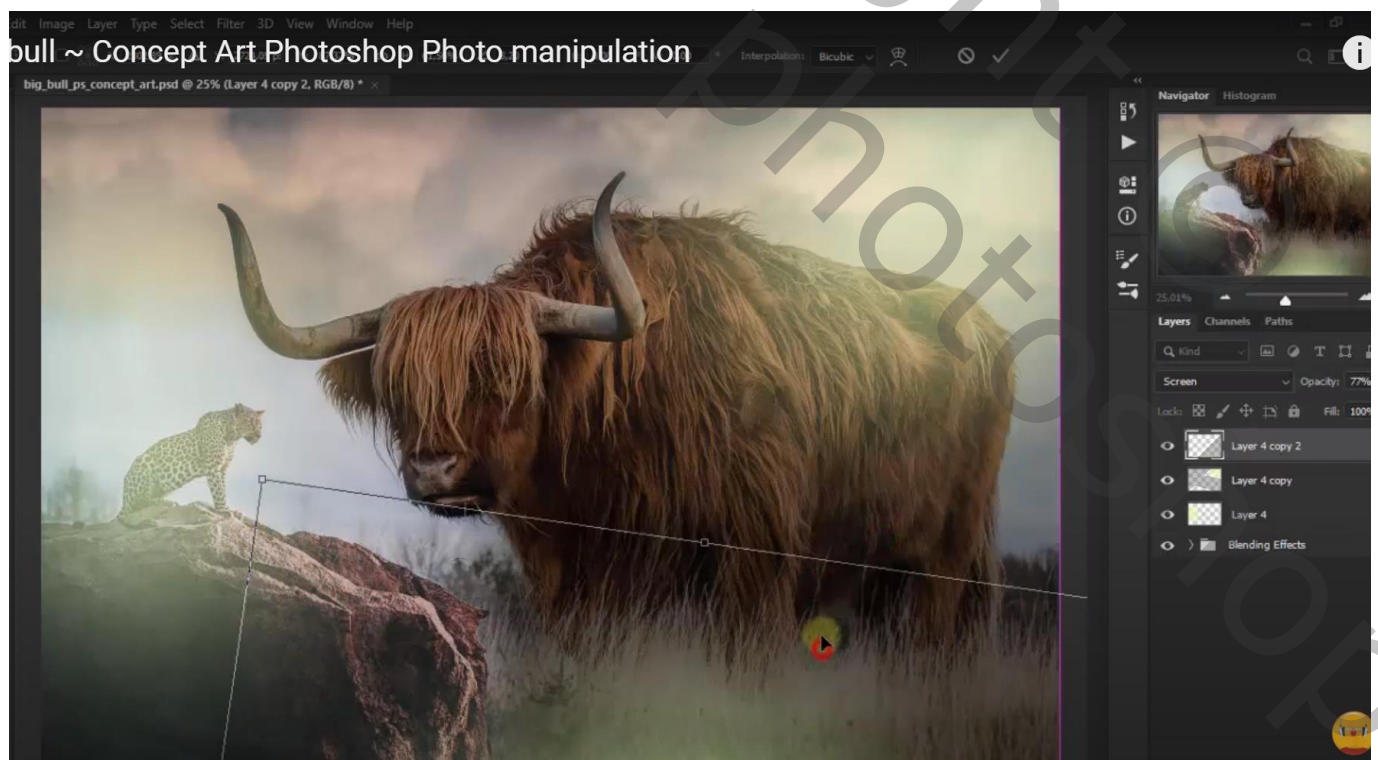 dit Image Layer Type Select Filter 3D View Window Help
bull ~ Concept Art Photoshop Photo manipulation
Interpolation: Bicubic
big_bull_ps_concept_art.psd @ 25% (Layer 4 copy 2, RGB/8) *
Navigator Histogram
25.01%
Layers Channels Paths
Kind
Screen Opacity: 77%
Lock: Fill: 100%
Layer 4 copy 2
Layer 4 copy
Layer 4
Blending Effects
photoshop